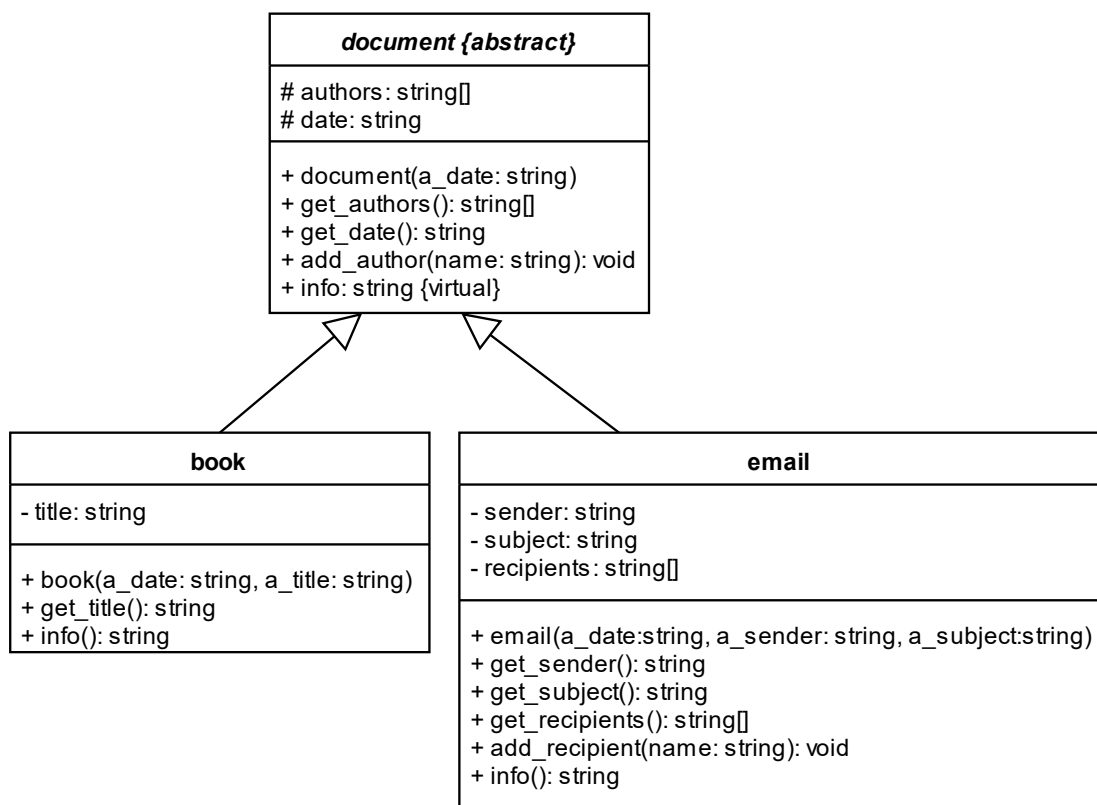 document {abstract}
# authors: string[]
# date: string
+ document(a_date: string)
+ get_authors(): string[]
+ get_date(): string
+ add_author(name: string): void
+ info: string {virtual}
book
- title: string
+ book(a_date: string, a_title: string)
+ get_title(): string
+ info(): string
email
- sender: string
- subject: string
- recipients: string[]
+ email(a_date:string, a_sender: string, a_subject:string)
+ get_sender(): string
+ get_subject(): string
+ get_recipients(): string[]
+ add_recipient(name: string): void
+ info(): string